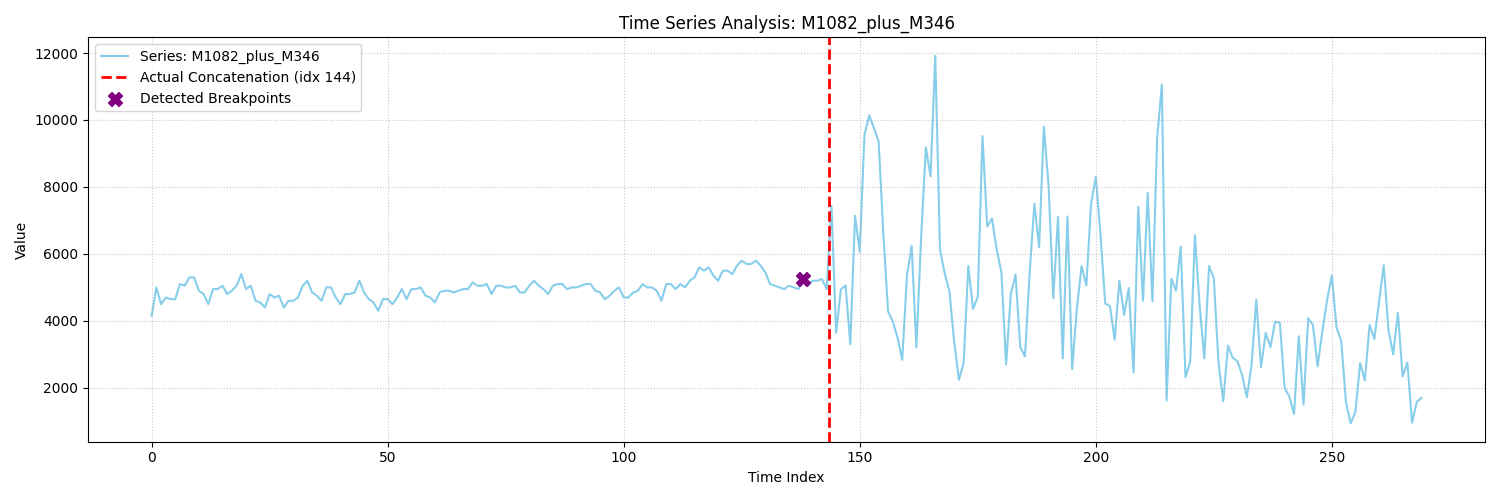 Time Series Analysis: M1082_plus_M346
Series: M1082_plus_M346
Actual Concatenation (idx 144)
Detected Breakpoints
12000
10000
8000
6000
4000
2000
Value
0
50
100
150
200
250
Time Index